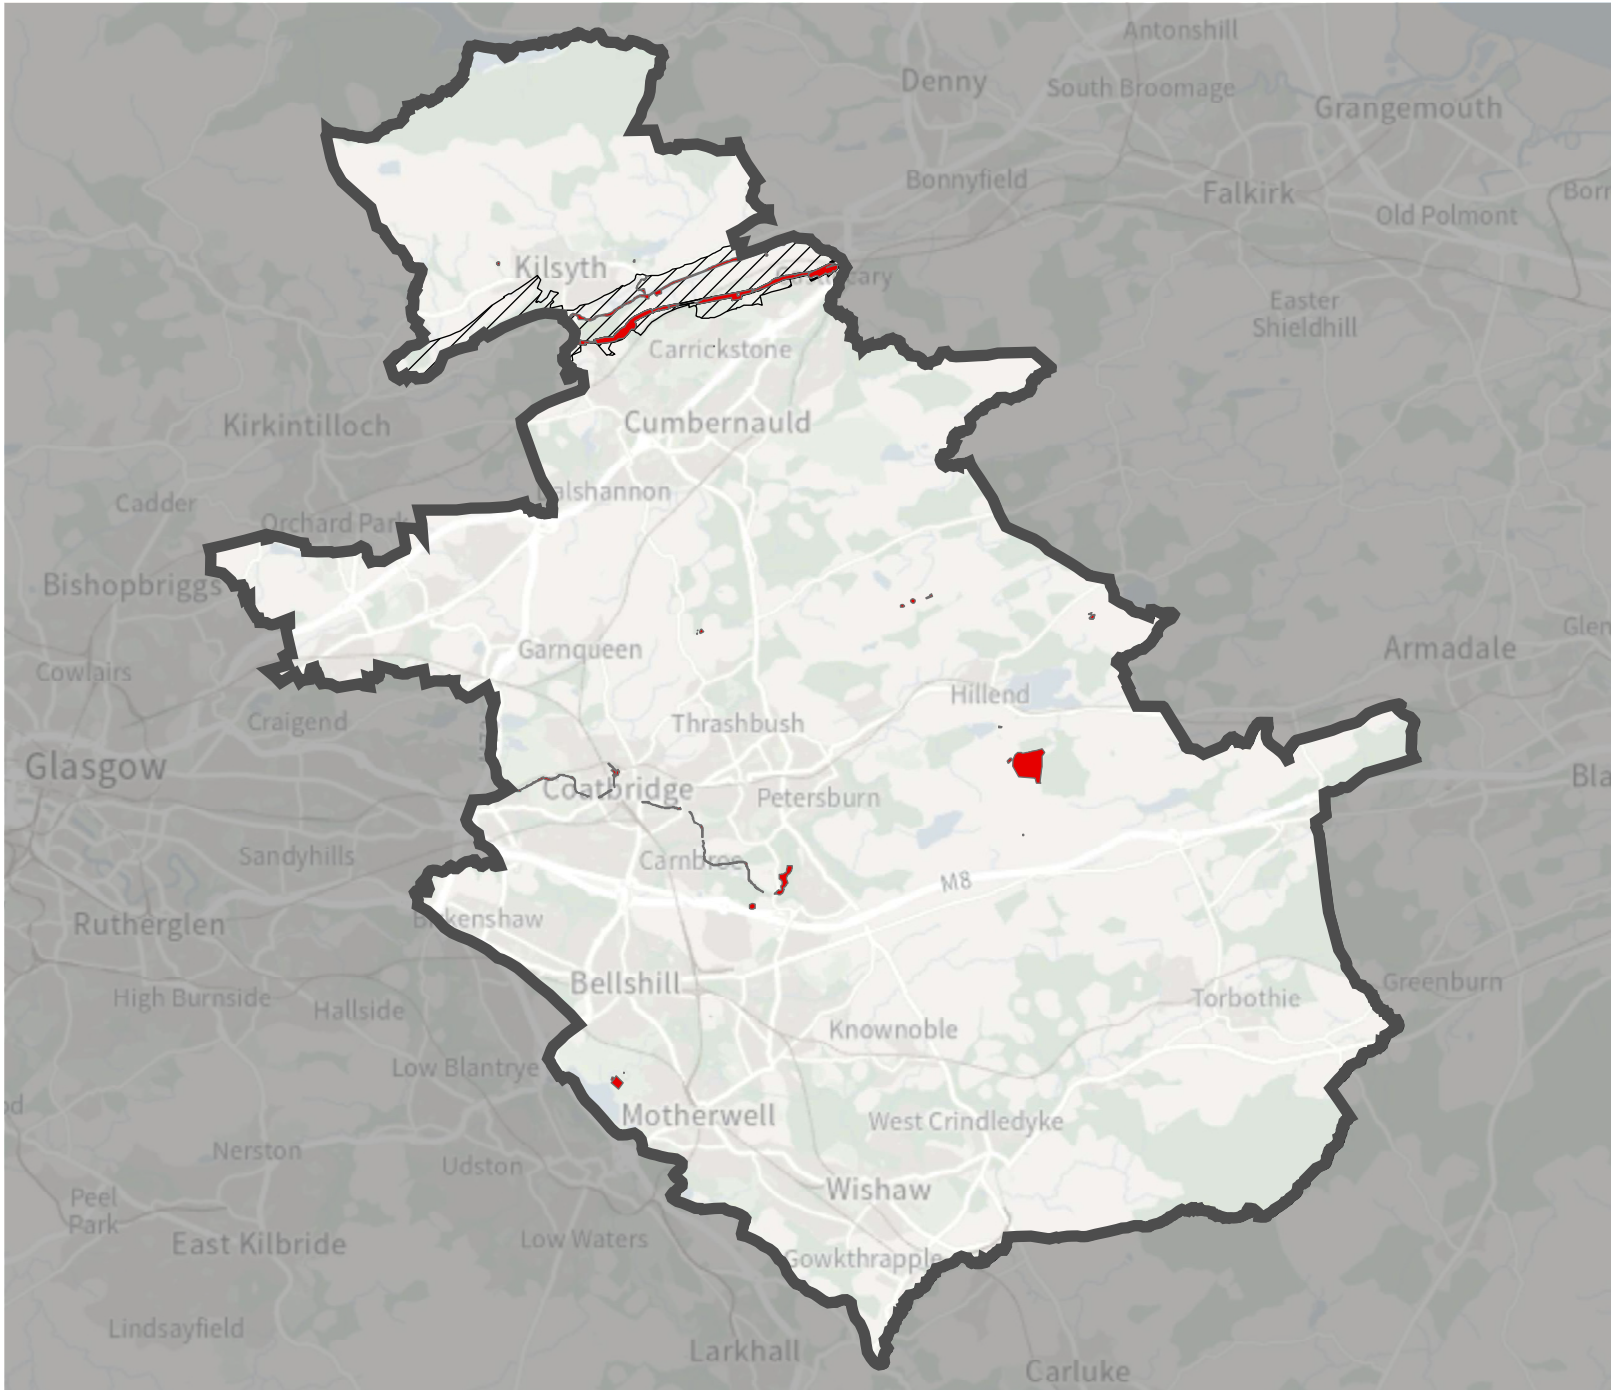 Antonshill
Denny
South Broomage
Grangemouth
Bonnyfield
Falkirk
Old Polmont
Kilsyth
Easter
Shieldhill
Carrickstone
Kirkintilloch
Cumbernauld
Cadder
Orchard Park
Bishopbriggs
Garnqueen
Armadale
Cowlairs
Hillend
Craigend
Thrashbush
Glasgow
Coatbridge
Petersburn
Sandyhills
Carnbroe
M8
Rutherglen
Bellshill
Greenburn
High Burnside
Hallside
Torbothie
Knownoble
Low Blantyre
Motherwell
West Crindledyke
Nerston
Udston
Peel
Park
Wishaw
East Kilbride
Low Waters
Gowkthrapple
Lindsayfield
Larkhall
Carluke